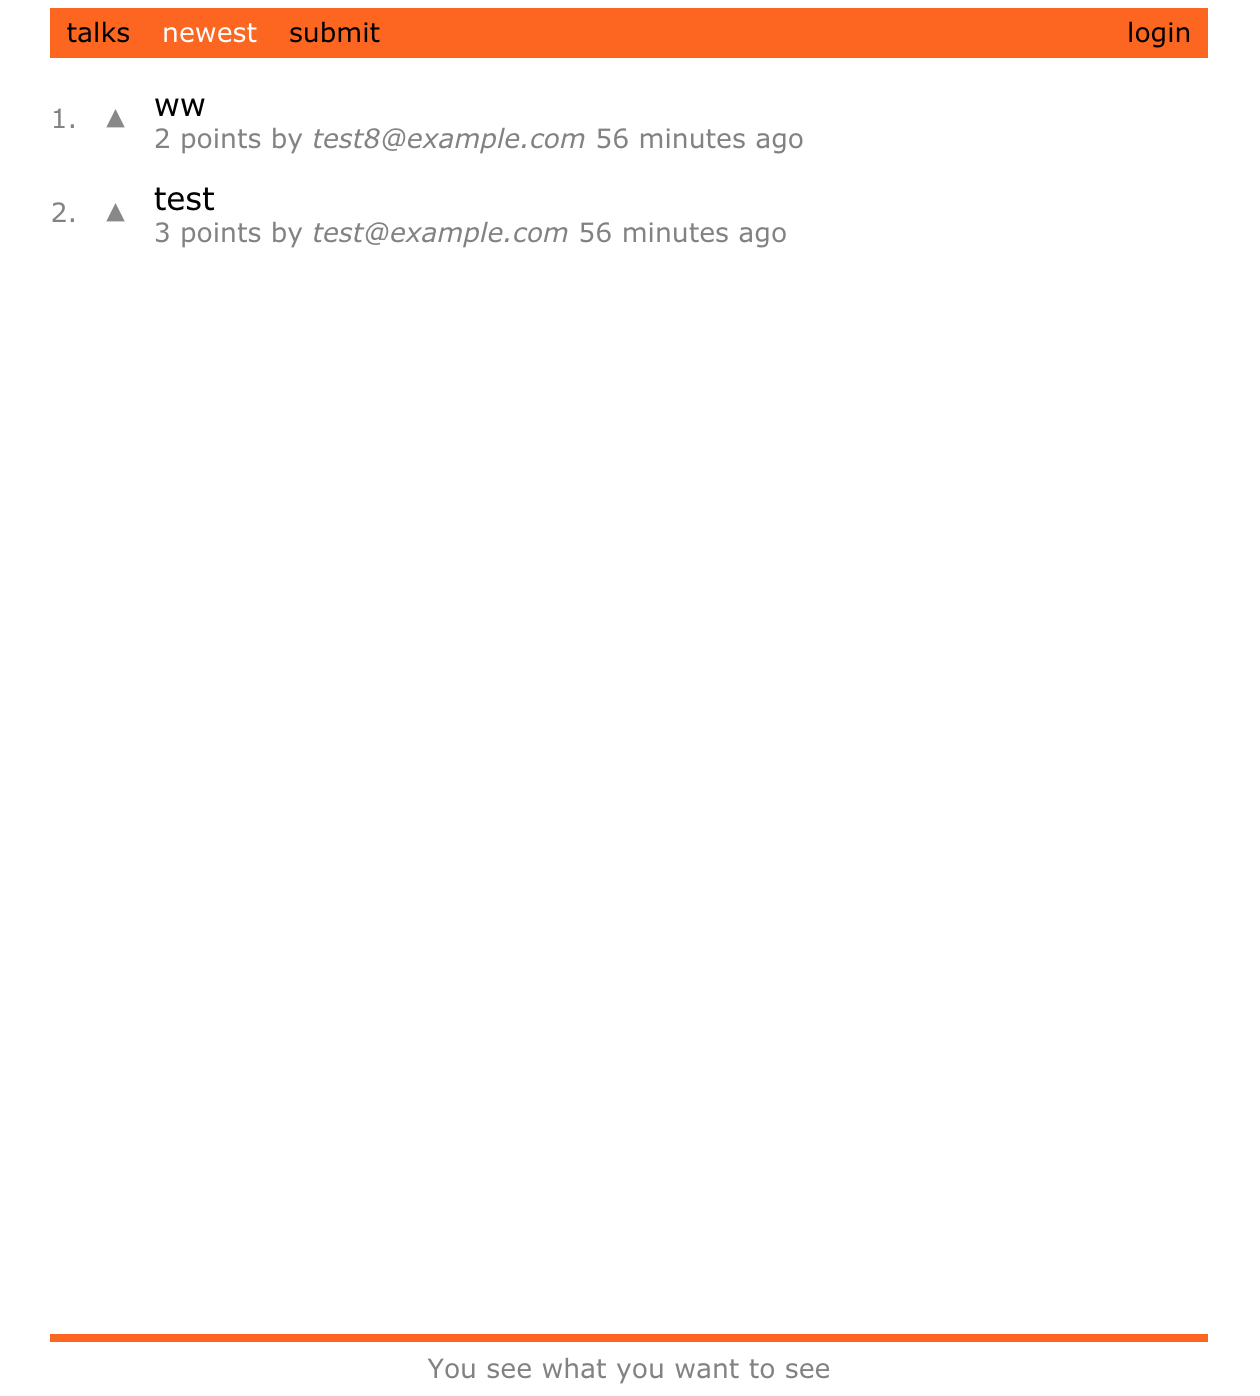 talks newest submit login
1. ▲ ww
2 points by test8@example.com 56 minutes ago
2. ▲ test
3 points by test@example.com 56 minutes ago
You see what you want to see